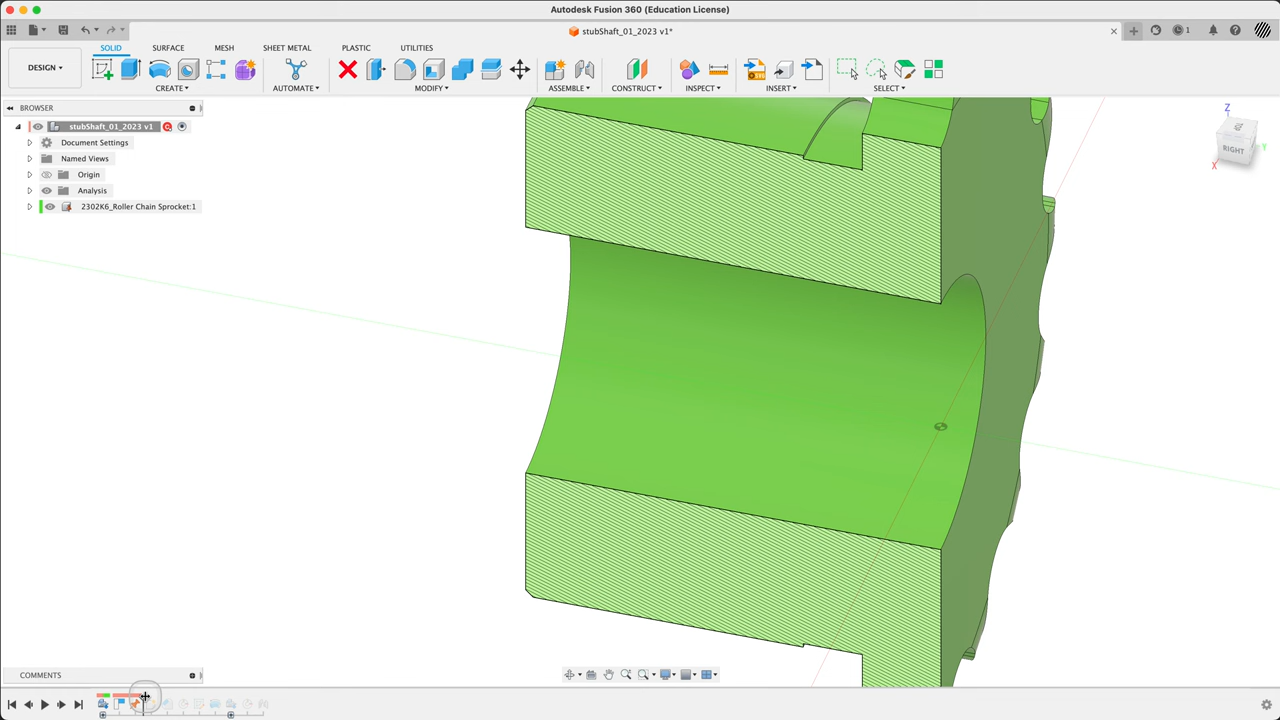 Autodesk Fusion 360 (Education License)
stubShaft_01_2023 v1*
1
SOLID SURFACE MESH SHEET METAL PLASTIC UTILITIES
DESIGN
CREATE AUTOMATE MODIFY ASSEMBLE CONSTRUCT INSPECT INSERT SELECT
BROWSER
stubShaft_01_2023 v1
Document Settings
Named Views
Origin
Analysis
2302K6_Roller Chain Sprocket:1
Z
RIGHT
Y
X
COMMENTS